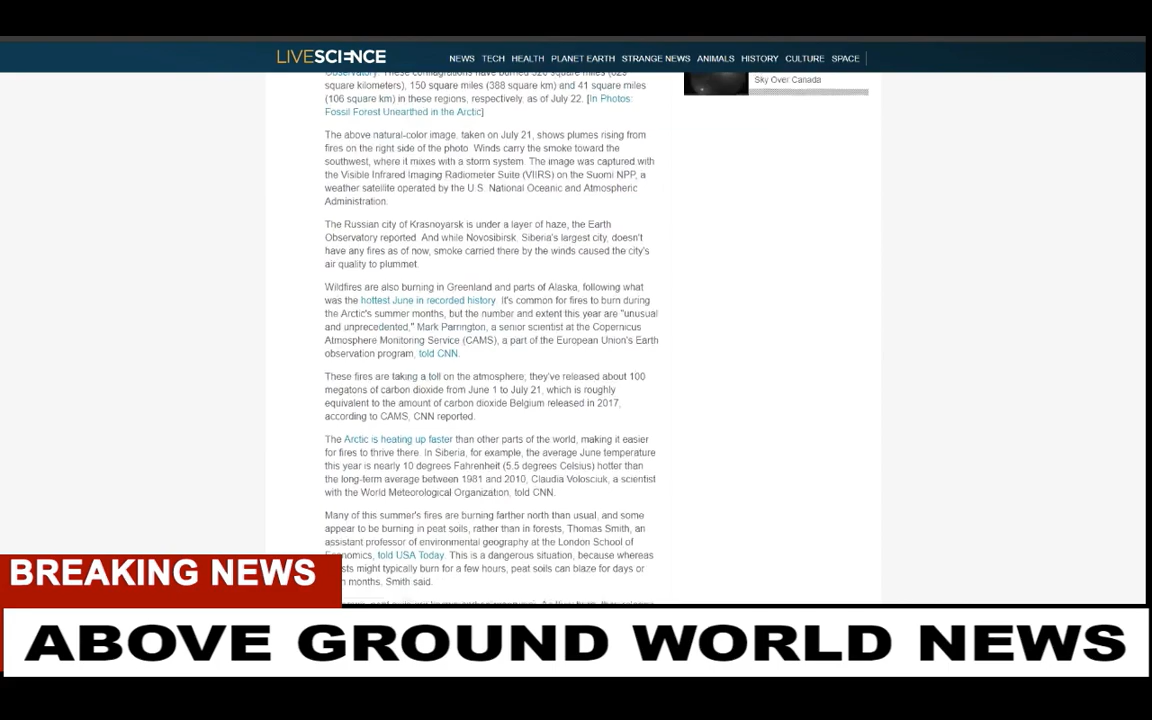 LIVESCIENCE
NEWS TECH HEALTH PLANET EARTH STRANGE NEWS ANIMALS HISTORY CULTURE SPACE
Sky Over Canada
Observatory. These conflagrations have burned
square kilometers), 150 square miles (388 square km) and 41 square miles
(106 square km) in these regions, respectively, as of July 22. [In Photos:
Fossil Forest Unearthed in the Arctic]
The above natural-color image, taken on July 21, shows plumes rising from
fires on the right side of the photo. Winds carry the smoke toward the
southwest, where it mixes with a storm system. The image was captured with
the Visible Infrared Imaging Radiometer Suite (VIIRS) on the Suomi NPP, a
weather satellite operated by the U.S. National Oceanic and Atmospheric
Administration.
The Russian city of Krasnoyarsk is under a layer of haze, the Earth
Observatory reported. And while Novosibirsk, Siberia's largest city, doesn't
have any fires as of now, smoke carried there by the winds caused the city's
air quality to plummet.
Wildfires are also burning in Greenland and parts of Alaska, following what
was the hottest June in recorded history. It's common for fires to burn during
the Arctic's summer months, but the number and extent this year are "unusual
and unprecedented," Mark Parrington, a senior scientist at the Copernicus
Atmosphere Monitoring Service (CAMS), a part of the European Union's Earth
observation program, told CNN.
These fires are taking a toll on the atmosphere; they've released about 100
megatons of carbon dioxide from June 1 to July 21, which is roughly
equivalent to the amount of carbon dioxide Belgium released in 2017,
according to CAMS, CNN reported.
The Arctic is heating up faster than other parts of the world, making it easier
for fires to thrive there. In Siberia, for example, the average June temperature
this year is nearly 10 degrees Fahrenheit (5.5 degrees Celsius) hotter than
the long-term average between 1981 and 2010, Claudia Volosciuk, a scientist
with the World Meteorological Organization, told CNN.
Many of this summer's fires are burning farther north than usual, and some
appear to be burning in peat soils, rather than in forests, Thomas Smith, an
assistant professor of environmental geography at the London School of
nomics, told USA Today. This is a dangerous situation, because whereas
sts might typically burn for a few hours, peat soils can blaze for days or
months, Smith said.
BREAKING NEWS
ABOVE GROUND WORLD NEWS